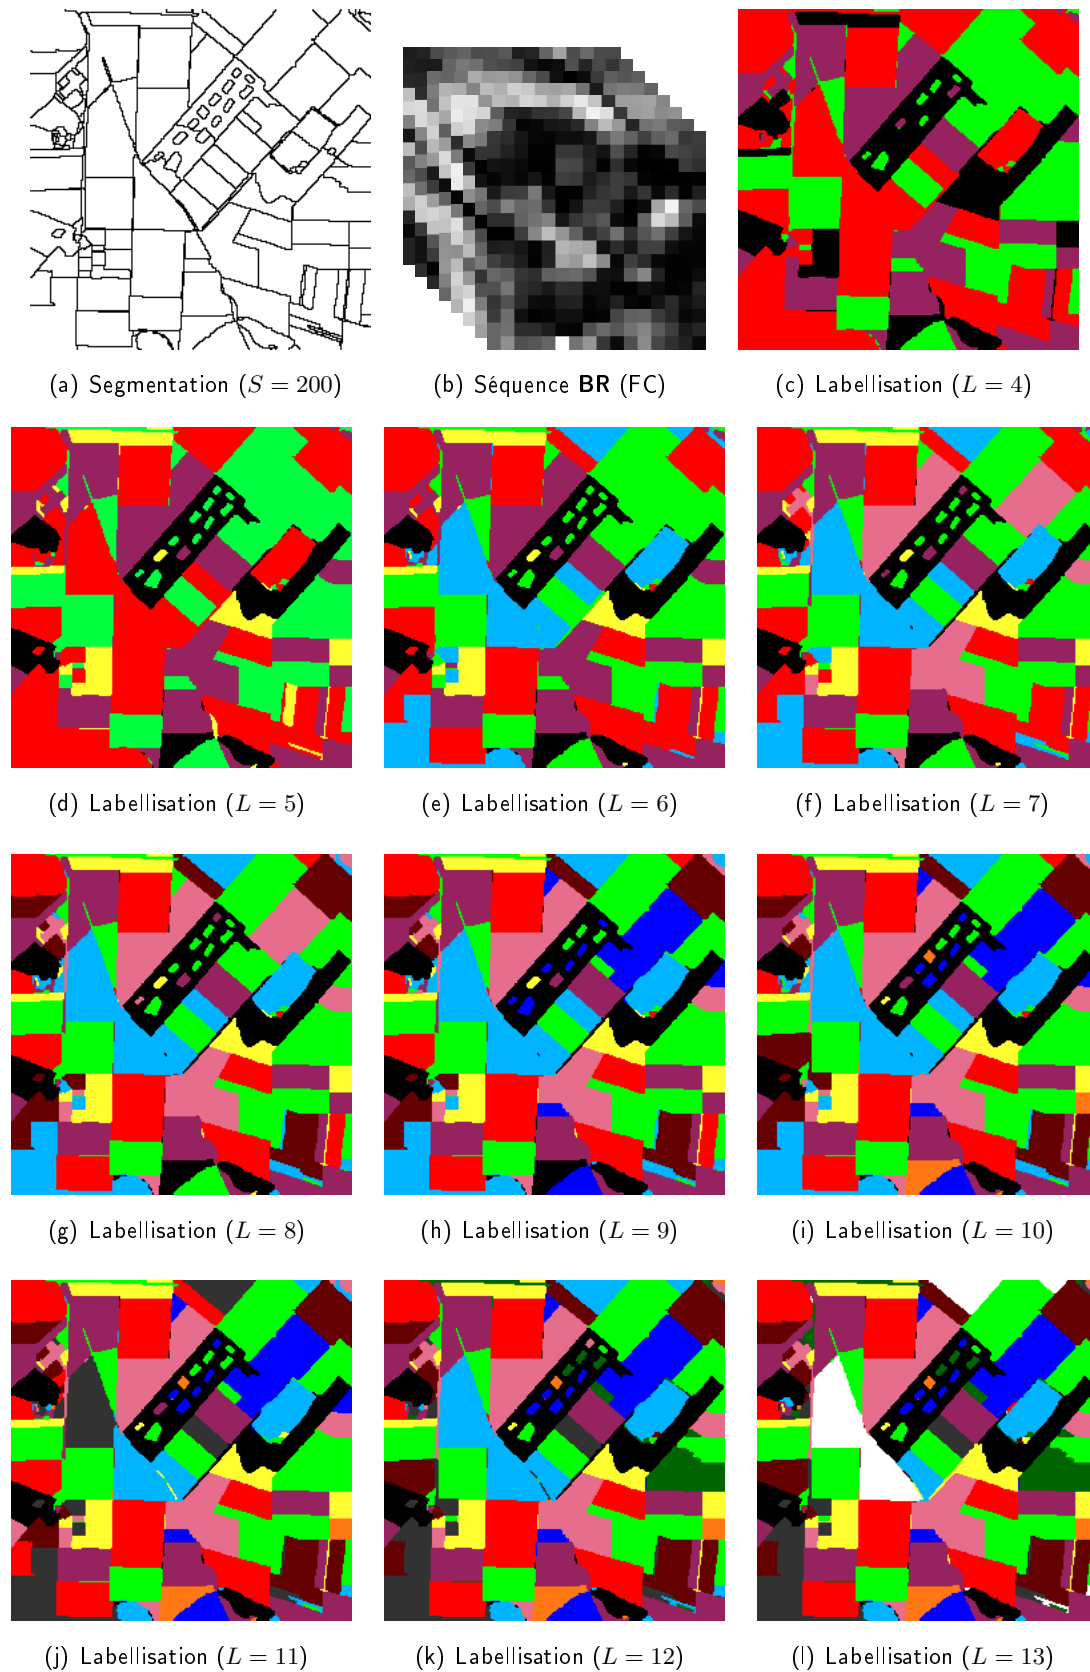 (a) Segmentation (S = 200)
(b) Séquence BR (FC)
(c) Labellisation (L = 4)
(d) Labellisation (L = 5)
(e) Labellisation (L = 6)
(f) Labellisation (L = 7)
(g) Labellisation (L = 8)
(h) Labellisation (L = 9)
(i) Labellisation (L = 10)
(j) Labellisation (L = 11)
(k) Labellisation (L = 12)
(l) Labellisation (L = 13)